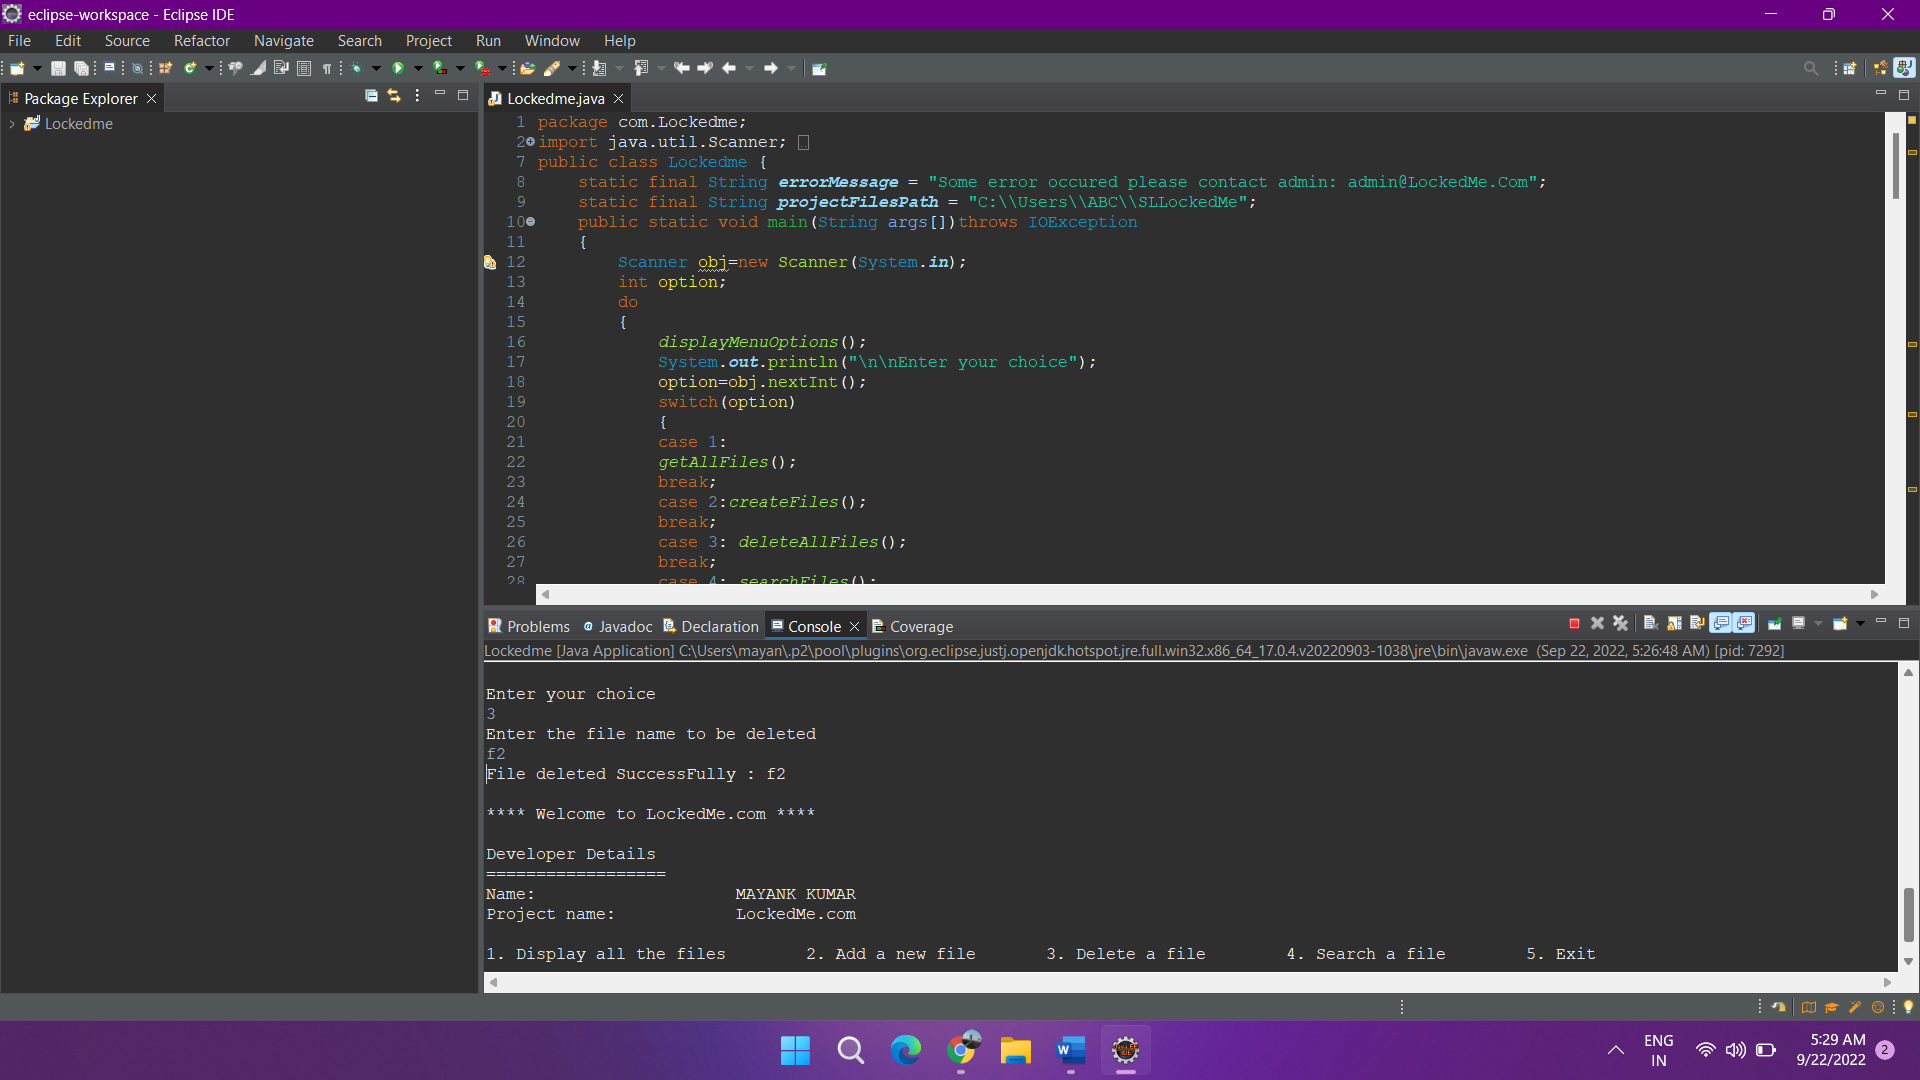 eclipse-workspace - Eclipse IDE
File Edit Source Refactor Navigate Search Project Run Window Help
Package Explorer
Lockedme
Lockedme.java
1 package com.Lockedme;
2 import java.util.Scanner;
7 public class Lockedme {
8 static final String errorMessage = "Some error occured please contact admin: admin@LockedMe.Com";
9 static final String projectFilesPath = "C:\\Users\\ABC\\SLLockedMe";
10 public static void main(String args[])throws IOException
11 {
12 Scanner obj=new Scanner(System.in);
13 int option;
14 do
15 {
16 displayMenuOptions();
17 System.out.println("\n\nEnter your choice");
18 option=obj.nextInt();
19 switch(option)
20 {
21 case 1:
22 getAllFiles();
23 break;
24 case 2:createFiles();
25 break;
26 case 3: deleteAllFiles();
27 break;
28 case 4: searchFiles();
Problems Javadoc Declaration Console Coverage
Lockedme [Java Application] C:\Users\mayan\.p2\pool\plugins\org.eclipse.justj.openjdk.hotspot.jre.full.win32.x86_64_17.0.4.v20220903-1038\jre\bin\javaw.exe (Sep 22, 2022, 5:26:48 AM) [pid: 7292]
Enter your choice
3
Enter the file name to be deleted
f2
File deleted SuccessFully : f2
**** Welcome to LockedMe.com ****
Developer Details
==================
Name: MAYANK KUMAR
Project name: LockedMe.com
1. Display all the files 2. Add a new file 3. Delete a file 4. Search a file 5. Exit
ENG
IN
5:29 AM
9/22/2022
2